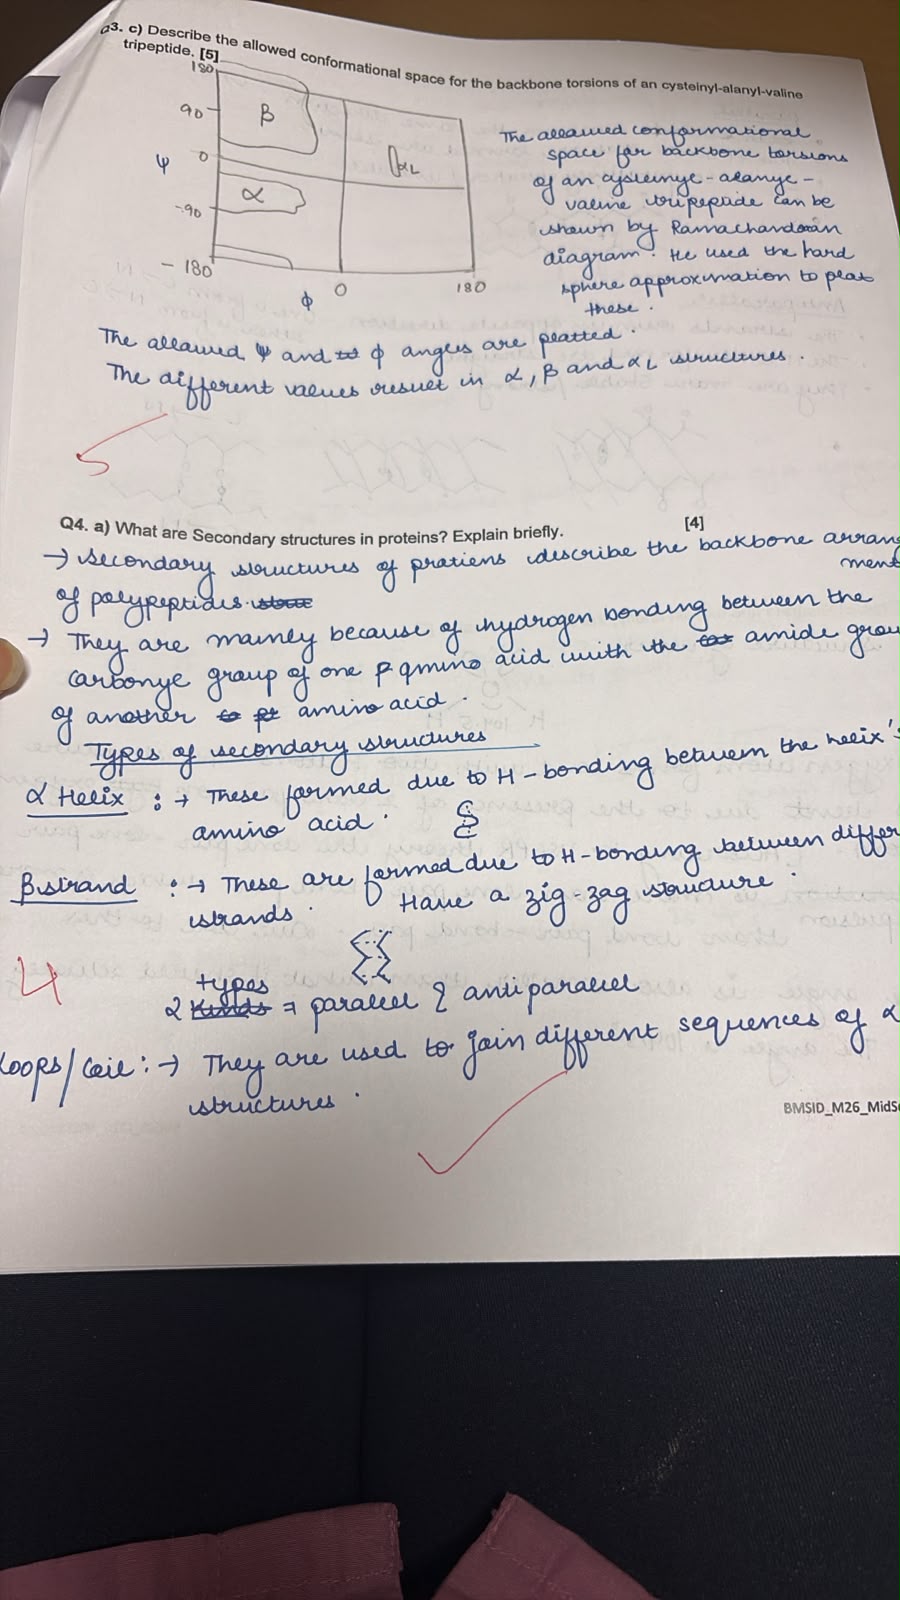 Q3. c) Describe the allowed conformational space for the backbone torsions of an cysteinyl-alanyl-valine
tripeptide. [5]
180
90
0
-90
-180
ψ
β
α
αL
ϕ
0
180
The allowed conformational
space for backbone torsions
of an cysteinyl-alanyl-
valine tripeptide can be
shown by Ramachandran
diagram. He used the hard
sphere approximation to plot
these.
The allowed ψ and ϕ angles are plotted.
The different values result in α, β and αL structures.
5
Q4. a) What are Secondary structures in proteins? Explain briefly. [4]
→ Secondary structures of protiens describe the backbone arran
ment
of polypeptides.
→ They are mainly because of hydrogen bonding between the
carbonyl group of one amino acid with the amide grou
of another amino acid.
Types of secondary structures
α Helix :→ These formed due to H-bonding between the helix's
amino acid.
β strand :→ These are formed due to H-bonding between differ
strands. Have a zig-zag structure.
4
types
2 = parallel & antiparallel
Loops/Coil :→ They are used to join different sequences of α
structures.
BMSID_M26_MidS